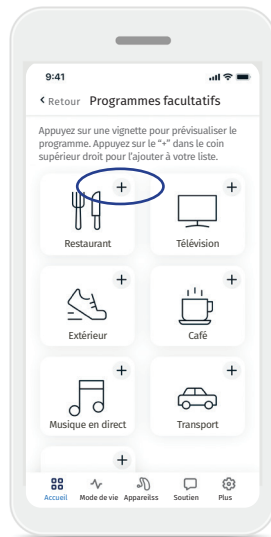 9:41
Retour Programmes facultatifs
Appuyez sur une vignette pour prévisualiser le
programme. Appuyez sur le "+" dans le coin
supérieur droit pour l'ajouter à votre liste.
+ +
Restaurant Télévision
+ +
Extérieur Café
+ +
Musique en direct Transport
+
Accueil Mode de vie Appareilss Soutien Plus